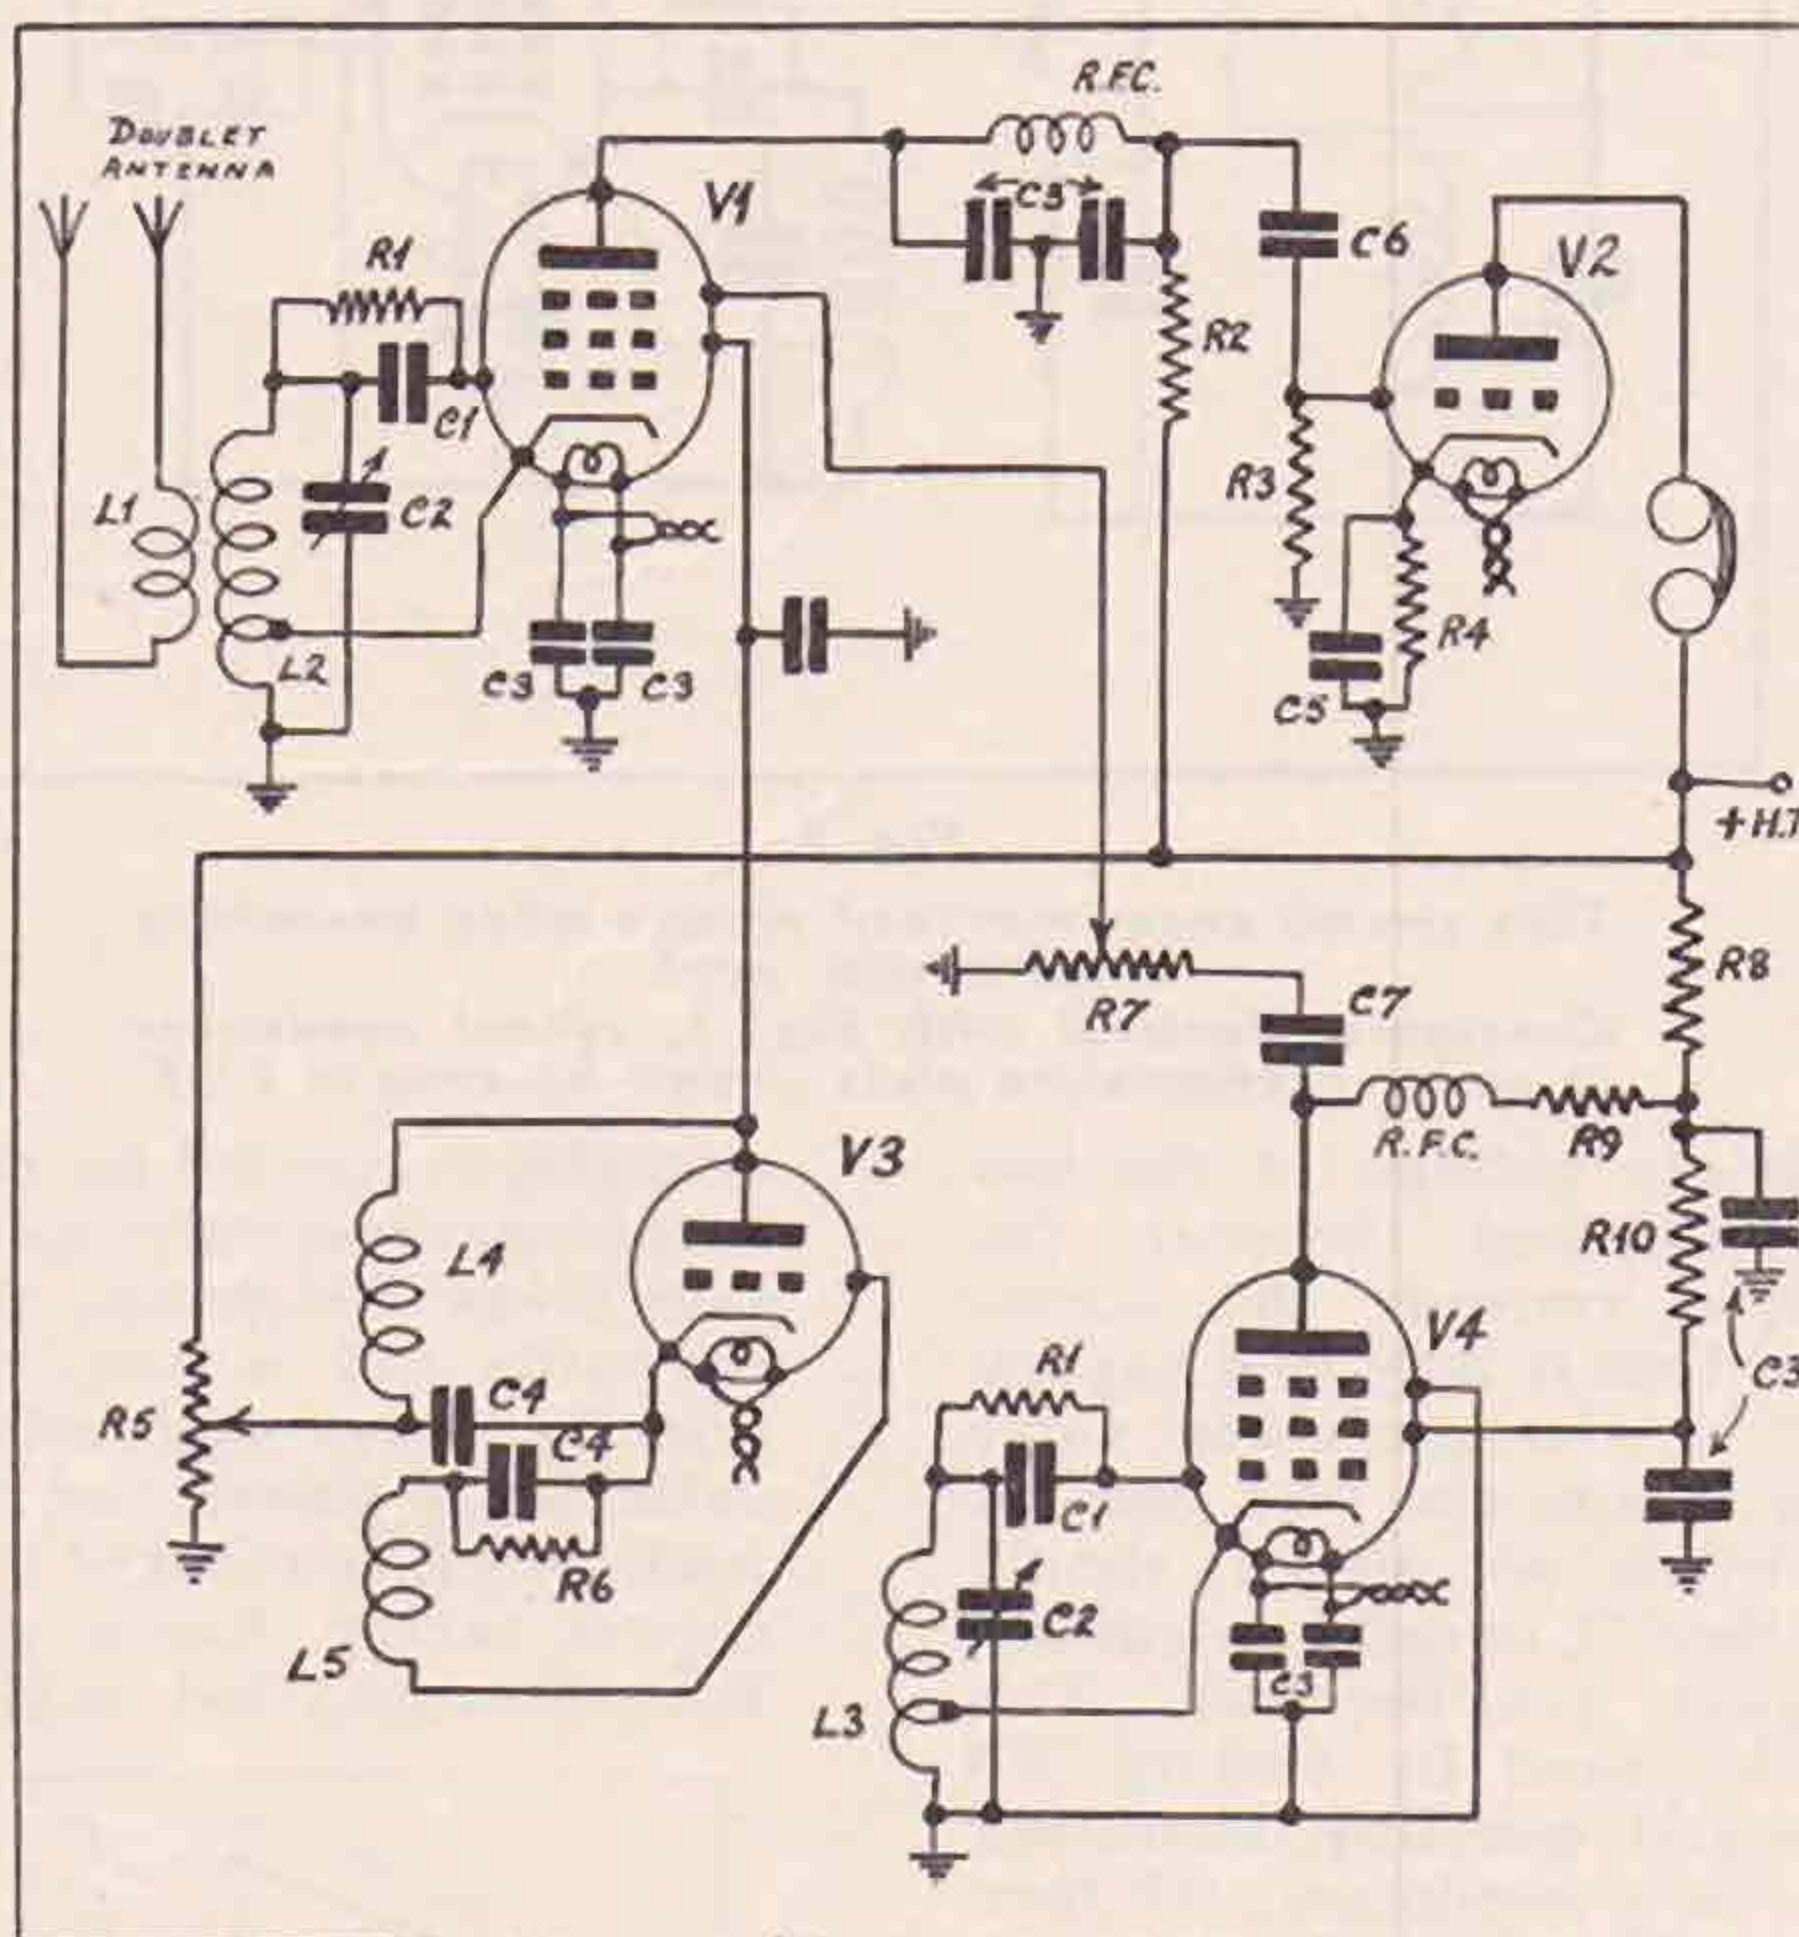 R.F.C.
DOUBLET
ANTENNA
V1
C3
R1
C6
V2
R2
C1
L1
C2
R3
R4
L2
C3
C3
C5
+H.T
R8
R7
C7
R.F.C.
R9
V3
L4
R10
V4
R1
C3
R5
C4
C4
C1
R6
C2
L5
C3
L3